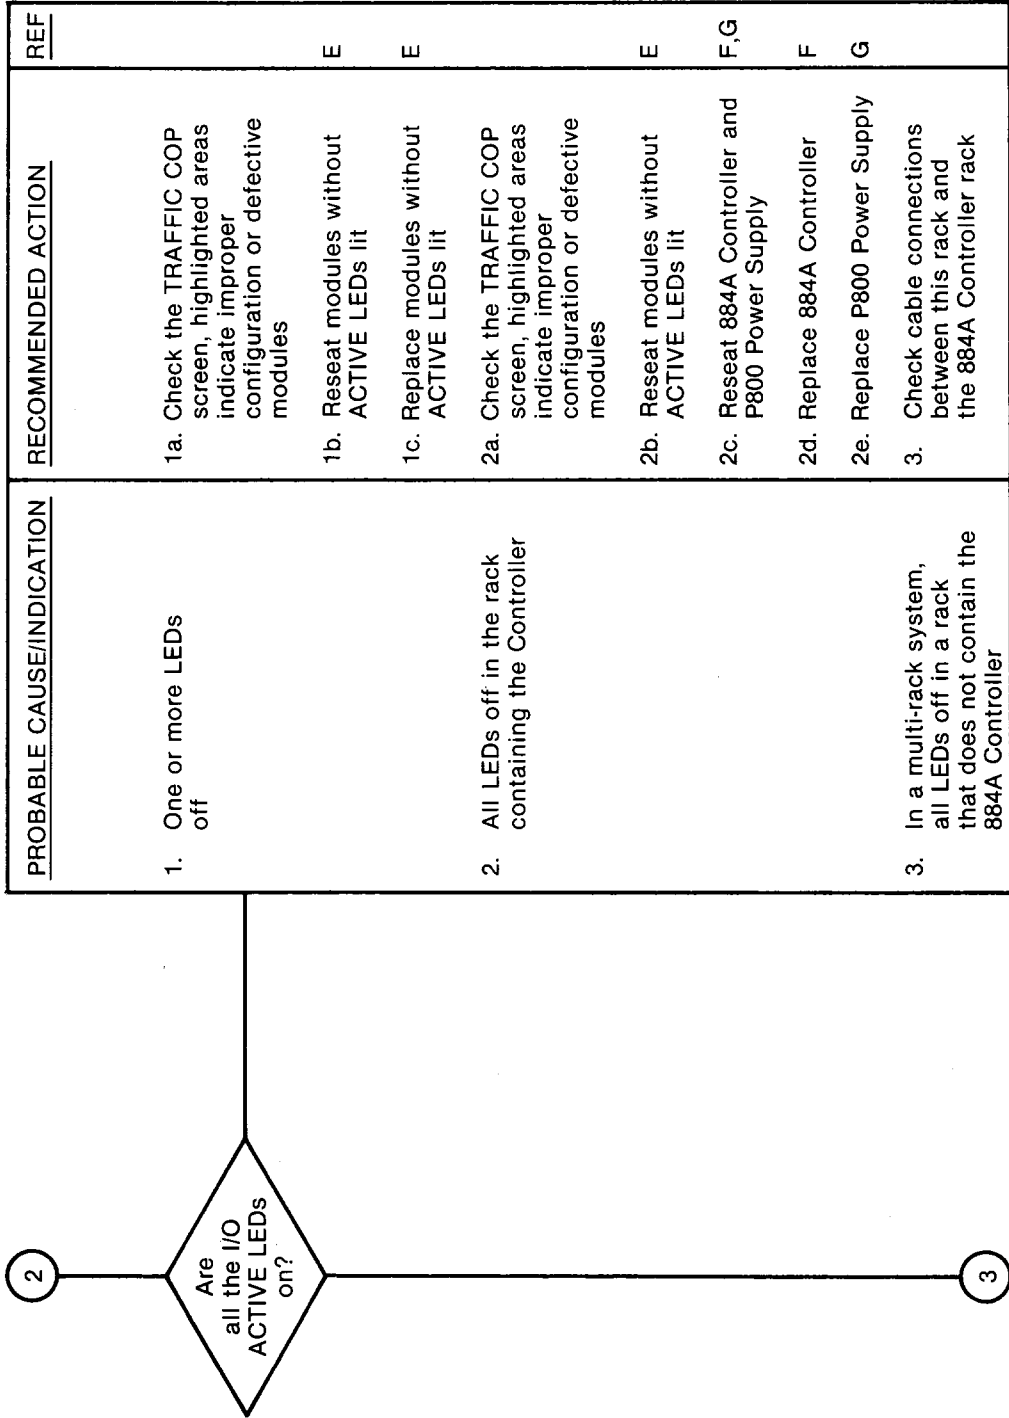 2
Are
all the I/O
ACTIVE LEDs
on?
3
PROBABLE CAUSE/INDICATION
RECOMMENDED ACTION
REF
1. One or more LEDs
off
1a. Check the TRAFFIC COP
screen, highlighted areas
indicate improper
configuration or defective
modules
1b. Reseat modules without
ACTIVE LEDs lit
E
1c. Replace modules without
ACTIVE LEDs lit
E
2. All LEDs off in the rack
containing the Controller
2a. Check the TRAFFIC COP
screen, highlighted areas
indicate improper
configuration or defective
modules
2b. Reseat modules without
ACTIVE LEDs lit
E
2c. Reseat 884A Controller and
P800 Power Supply
F,G
2d. Replace 884A Controller
F
2e. Replace P800 Power Supply
G
3. In a multi-rack system,
all LEDs off in a rack
that does not contain the
884A Controller
3. Check cable connections
between this rack and
the 884A Controller rack